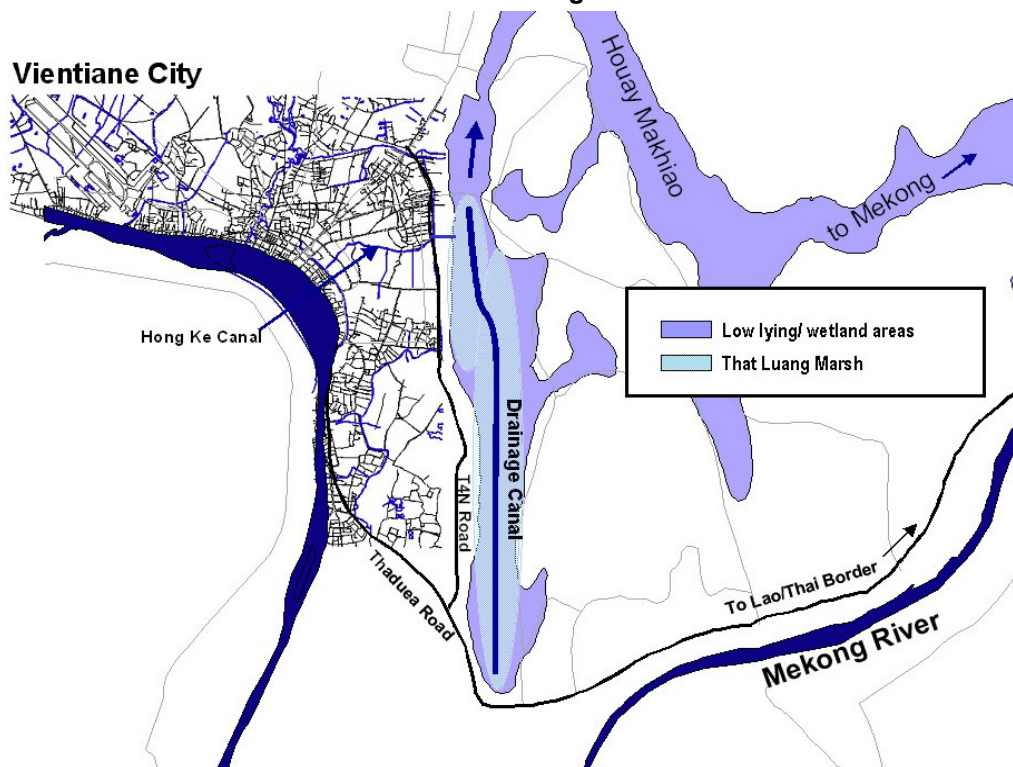 Vientiane City
Houay Makhiao
to Mekong
Hong Ke Canal
Low lying/ wetland areas
That Luang Marsh
Drainage Canal
T4N Road
Thaduea Road
To Lao/Thai Border
Mekong River